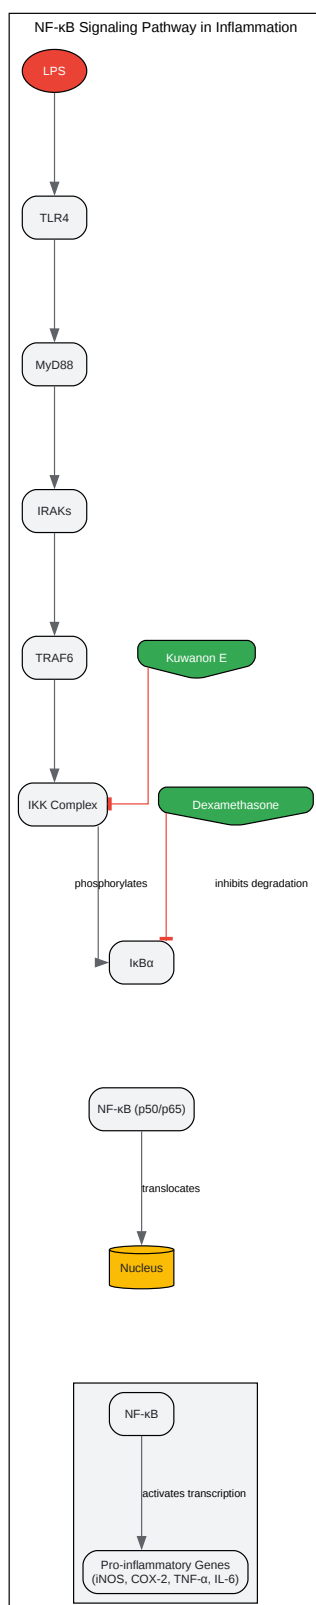 NF-κB Signaling Pathway in Inflammation
LPS
TLR4
MyD88
IRAKs
TRAF6
Kuwanon E
IKK Complex
Dexamethasone
phosphorylates
inhibits degradation
IκBα
NF-κB (p50/p65)
translocates
Nucleus
NF-κB
activates transcription
Pro-inflammatory Genes
(iNOS, COX-2, TNF-α, IL-6)